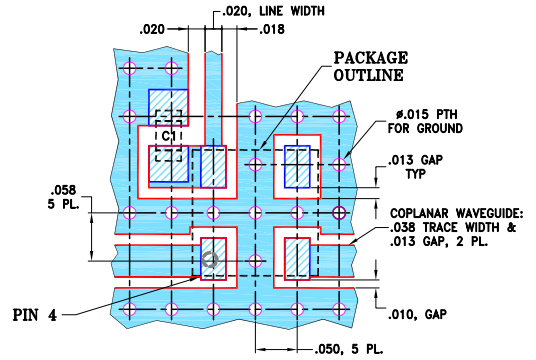 .020, LINE WIDTH
.020
.018
PACKAGE
OUTLINE
ø.015 PTH
FOR GROUND
C1
.013 GAP
TYP
.058
5 PL.
COPLANAR WAVEGUIDE:
.038 TRACE WIDTH &
.013 GAP, 2 PL.
PIN 4
.010, GAP
.050, 5 PL.